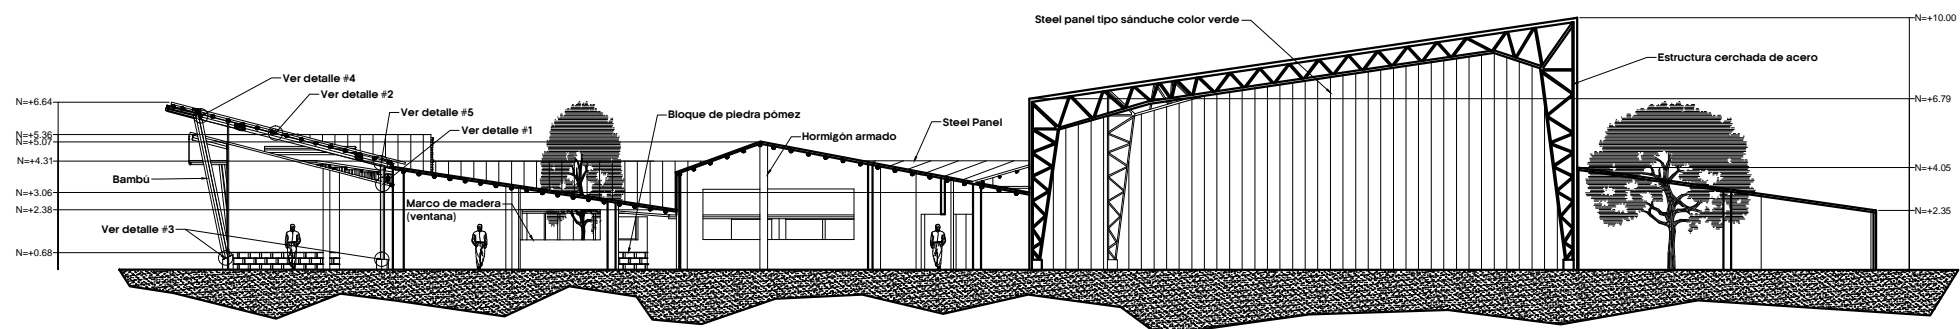 Steel panel tipo sánduche color verde
N=+10.00
Estructura cerchada de acero
Ver detalle #4
Ver detalle #2
N=+6.64
N=+6.79
Ver detalle #5
Bloque de piedra pómez
Steel Panel
Ver detalle #1
N=+5.36
Hormigón armado
N=+5.07
N=+4.31
N=+4.05
Bambú
N=+3.06
Marco de madera
(ventana)
N=+2.38
N=+2.35
Ver detalle #3
N=+0.68